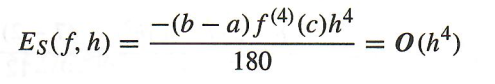 E_S(f, h) = \frac{-(b - a) f^{(4)}(c)h^4}{180} = O(h^4)